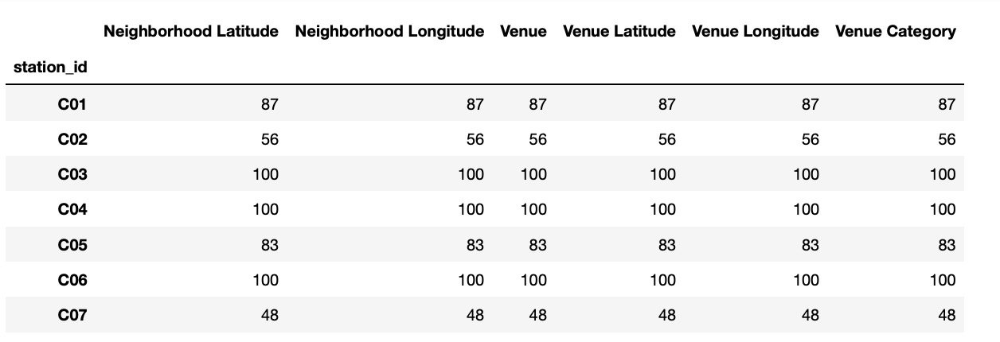 Neighborhood Latitude Neighborhood Longitude Venue Venue Latitude Venue Longitude Venue Category
station_id
C01 87 87 87 87 87 87
C02 56 56 56 56 56 56
C03 100 100 100 100 100 100
C04 100 100 100 100 100 100
C05 83 83 83 83 83 83
C06 100 100 100 100 100 100
C07 48 48 48 48 48 48